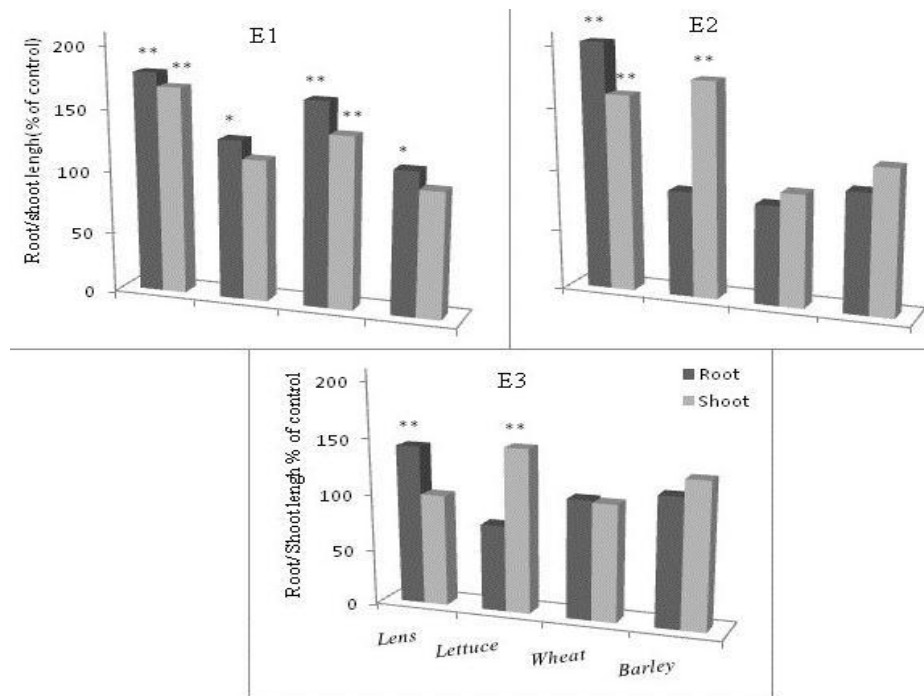 E1
Root/shoot lengh(% of control)
200
150
100
50
0
**
**
*
**
**
*
E2
**
**
**
E3
Root/Shoot lengh% of control
200
150
100
50
0
**
**
Root
Shoot
Lens
Lettuce
Wheat
Barley